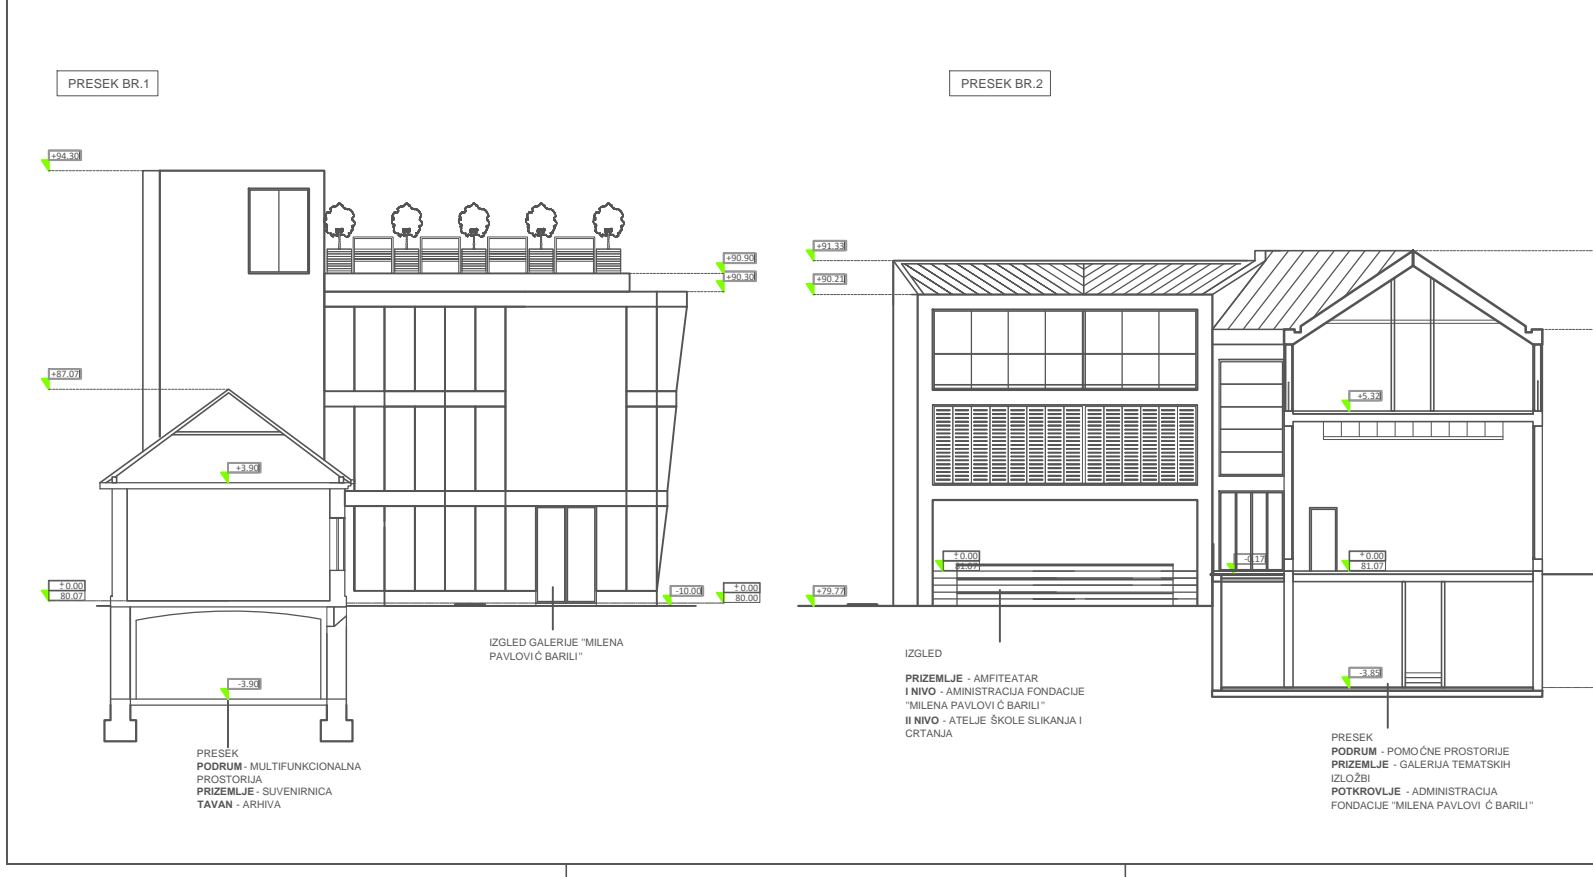 PRESEK BR.1
PRESEK BR.2
+94.30
+87.07
+3.90
±0.00
80.07
-3.90
+90.90
+90.30
-10.00
±0.00
80.00
IZGLED GALERIJE "MILENA
PAVLOVIĆ BARILI"
PRESEK
PODRUM - MULTIFUNKCIONALNA
PROSTORIJA
PRIZEMLJE - SUVENIRNICA
TAVAN - ARHIVA
+91.33
+90.21
+79.77
±0.00
81.07
-0.17
+5.32
±0.00
81.07
-3.85
IZGLED
PRIZEMLJE - AMFITEATAR
I NIVO - AMINISTRACIJA FONDACIJE
"MILENA PAVLOVIĆ BARILI"
II NIVO - ATELJE ŠKOLE SLIKANJA I
CRTANJA
PRESEK
PODRUM - POMOĆNE PROSTORIJE
PRIZEMLJE - GALERIJA TEMATSKIH
IZLOŽBI
POTKROVLJE - ADMINISTRACIJA
FONDACIJE "MILENA PAVLOVIĆ BARILI"